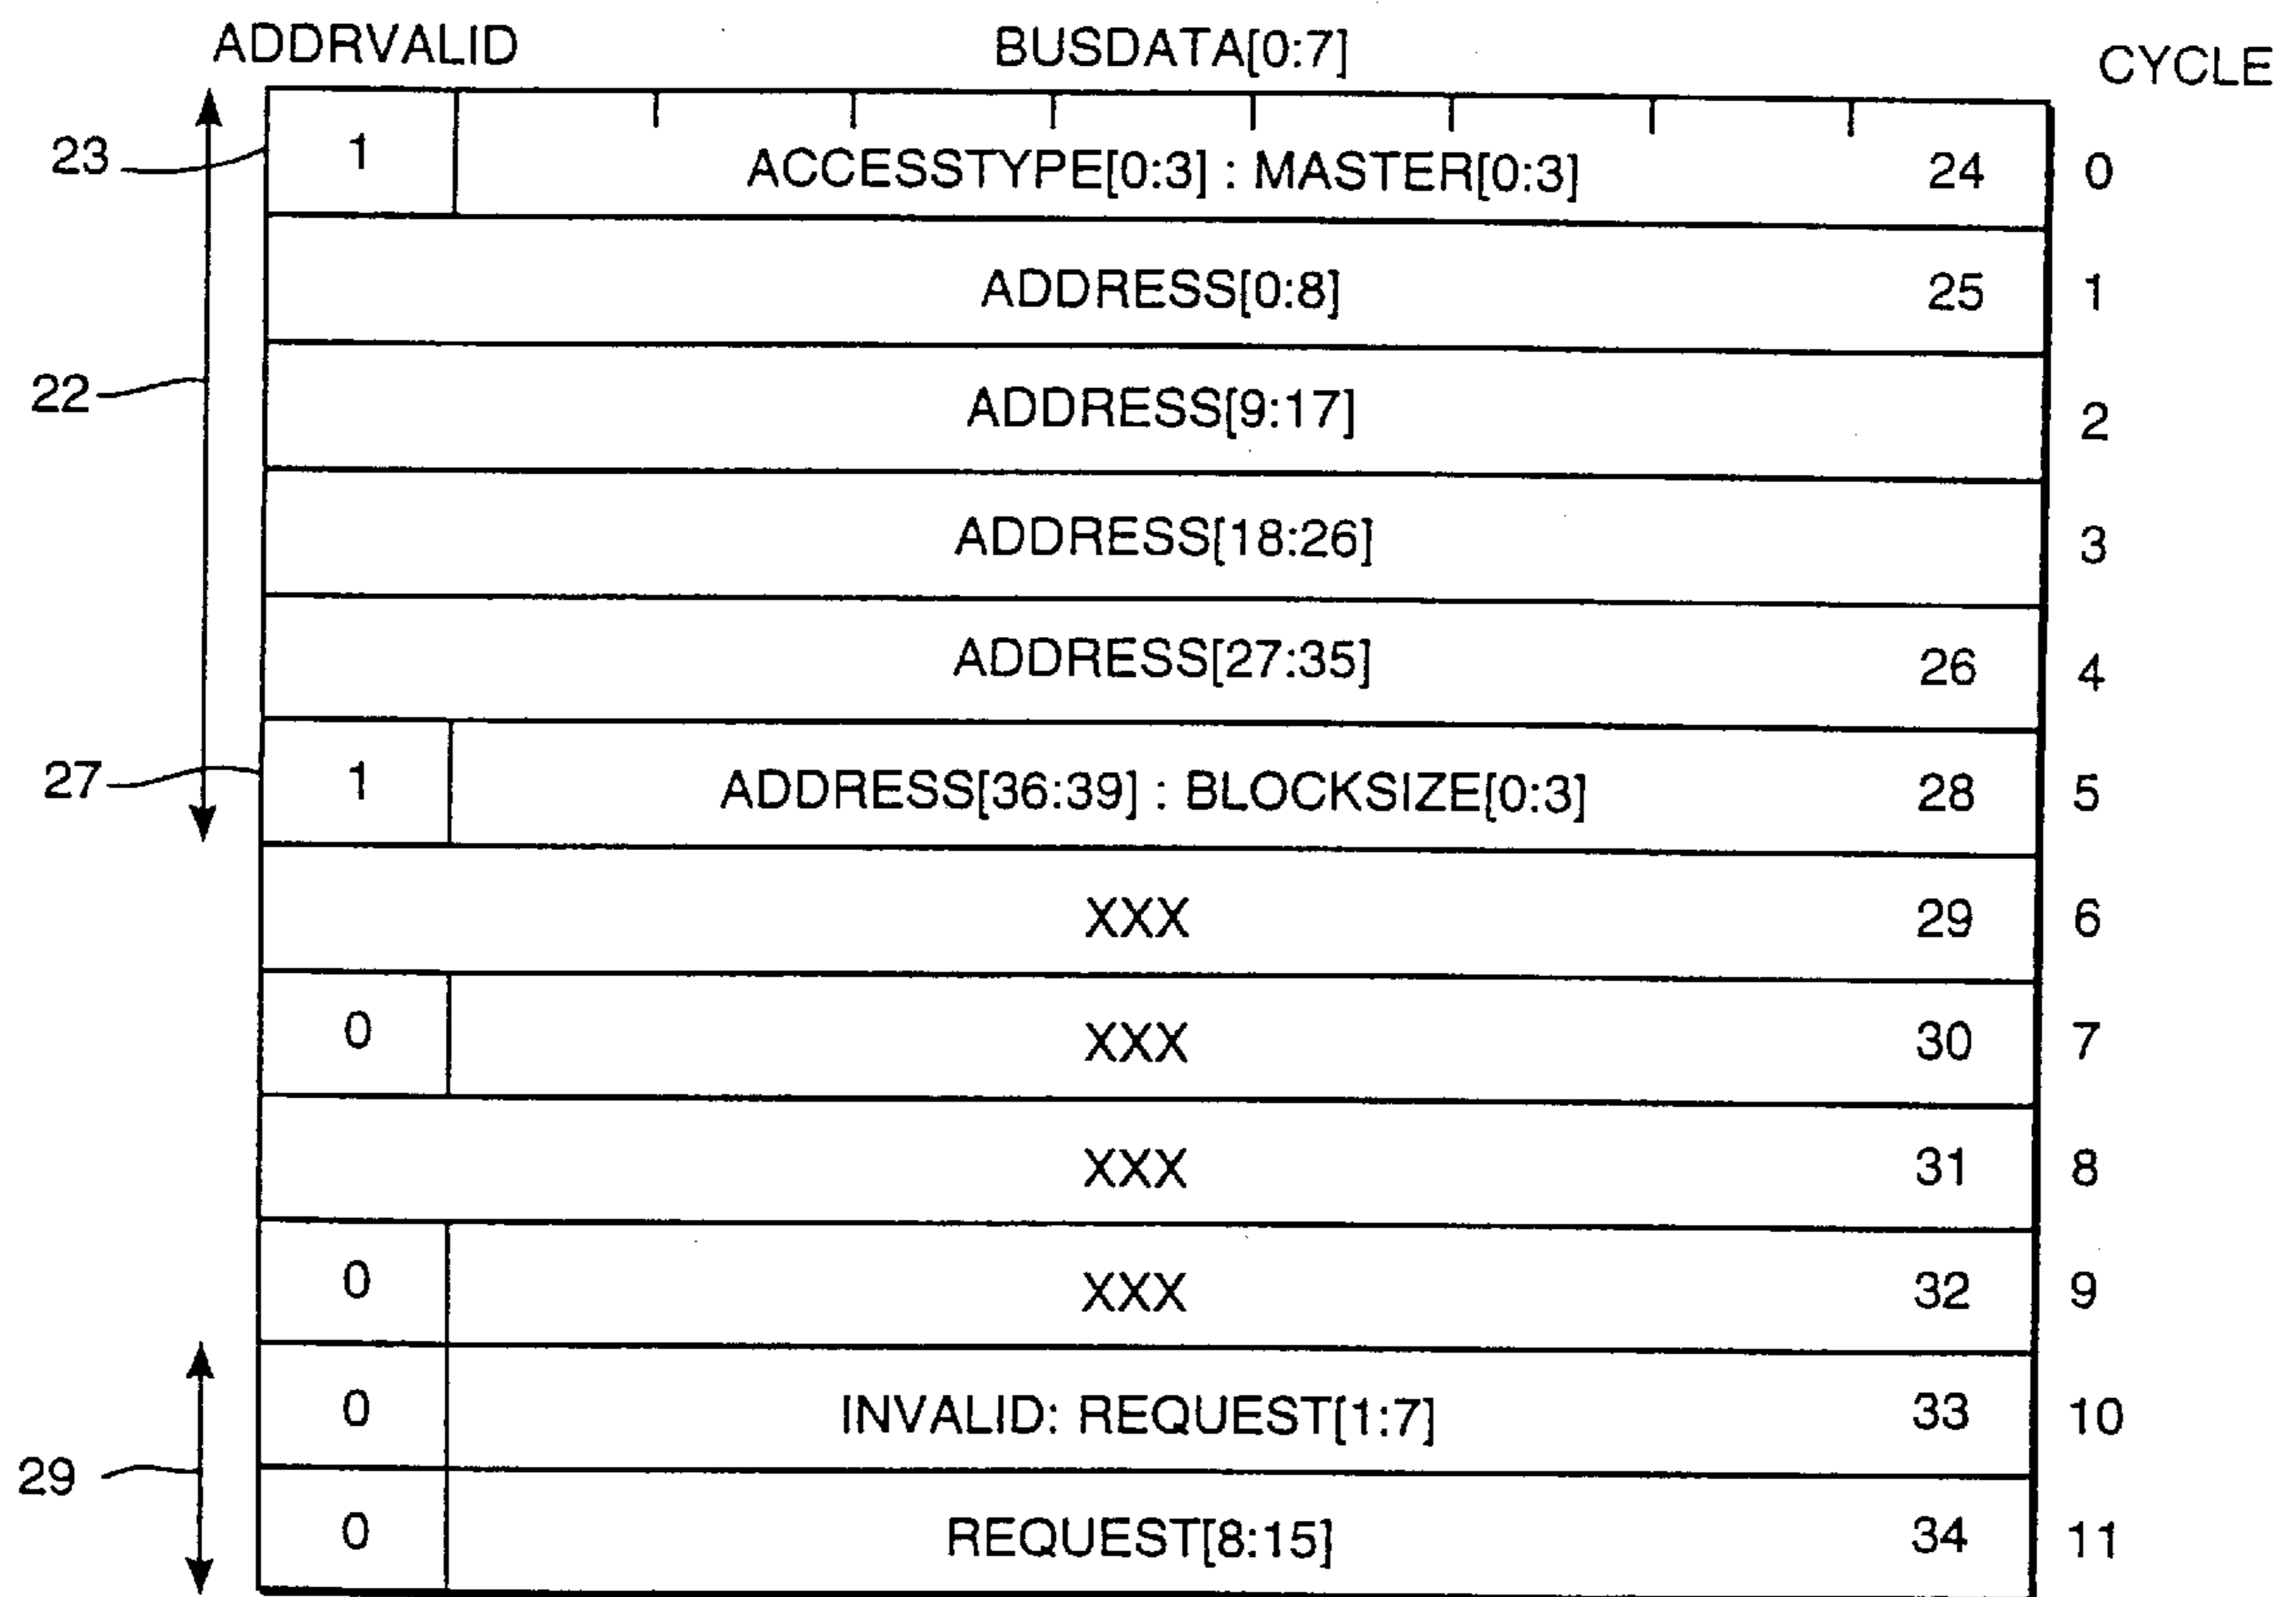 ADDRVALID BUSDATA[0:7] CYCLE
23 1 ACCESSTYPE[0:3] : MASTER[0:3] 24 0
ADDRESS[0:8] 25 1
22 ADDRESS[9:17] 2
ADDRESS[18:26] 3
ADDRESS[27:35] 26 4
27 1 ADDRESS[36:39] : BLOCKSIZE[0:3] 28 5
XXX 29 6
0 XXX 30 7
XXX 31 8
0 XXX 32 9
0 INVALID: REQUEST[1:7] 33 10
29 0 REQUEST[8:15] 34 11